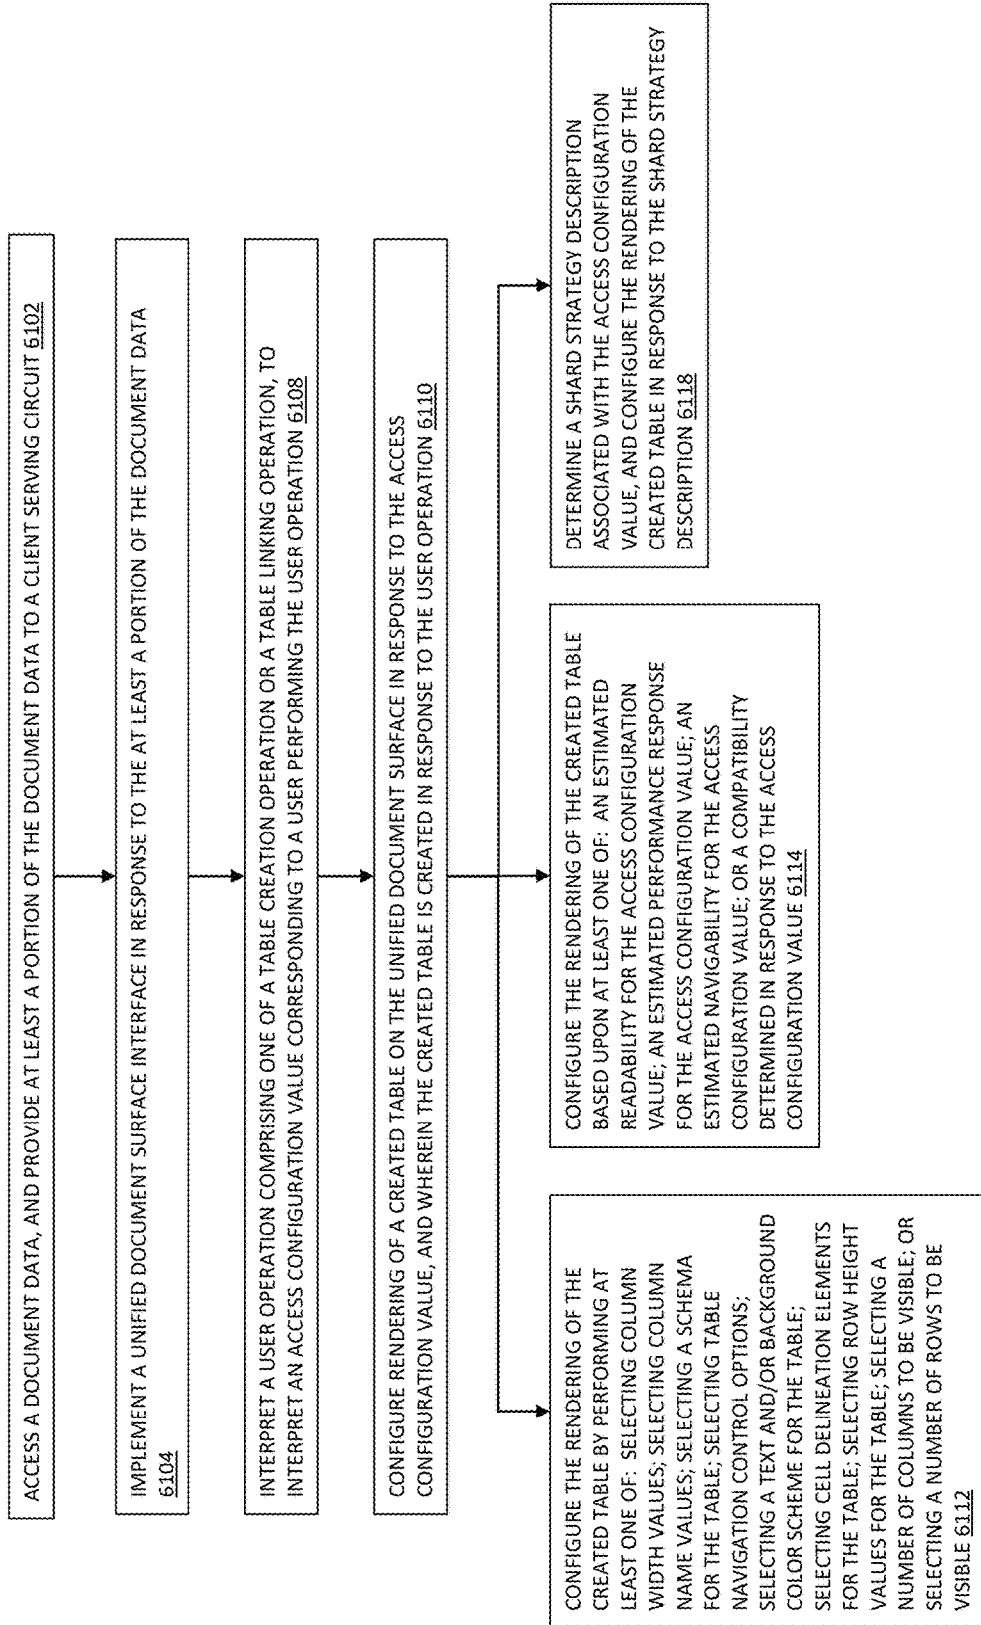 ACCESS A DOCUMENT DATA, AND PROVIDE AT LEAST A PORTION OF THE DOCUMENT DATA TO A CLIENT SERVING CIRCUIT 6102
IMPLEMENT A UNIFIED DOCUMENT SURFACE INTERFACE IN RESPONSE TO THE AT LEAST A PORTION OF THE DOCUMENT DATA
6104
INTERPRET A USER OPERATION COMPRISING ONE OF A TABLE CREATION OPERATION OR A TABLE LINKING OPERATION, TO
INTERPRET AN ACCESS CONFIGURATION VALUE CORRESPONDING TO A USER PERFORMING THE USER OPERATION 6108
CONFIGURE RENDERING OF A CREATED TABLE ON THE UNIFIED DOCUMENT SURFACE IN RESPONSE TO THE ACCESS
CONFIGURATION VALUE, AND WHEREIN THE CREATED TABLE IS CREATED IN RESPONSE TO THE USER OPERATION 6110
CONFIGURE THE RENDERING OF THE
CREATED TABLE BY PERFORMING AT
LEAST ONE OF: SELECTING COLUMN
WIDTH VALUES; SELECTING COLUMN
NAME VALUES; SELECTING A SCHEMA
FOR THE TABLE; SELECTING TABLE
NAVIGATION CONTROL OPTIONS;
SELECTING A TEXT AND/OR BACKGROUND
COLOR SCHEME FOR THE TABLE;
SELECTING CELL DELINEATION ELEMENTS
FOR THE TABLE; SELECTING ROW HEIGHT
VALUES FOR THE TABLE; SELECTING A
NUMBER OF COLUMNS TO BE VISIBLE; OR
SELECTING A NUMBER OF ROWS TO BE
VISIBLE 6112
CONFIGURE THE RENDERING OF THE CREATED TABLE
BASED UPON AT LEAST ONE OF: AN ESTIMATED
READABILITY FOR THE ACCESS CONFIGURATION
VALUE; AN ESTIMATED PERFORMANCE RESPONSE
FOR THE ACCESS CONFIGURATION VALUE; AN
ESTIMATED NAVIGABILITY FOR THE ACCESS
CONFIGURATION VALUE; OR A COMPATIBILITY
DETERMINED IN RESPONSE TO THE ACCESS
CONFIGURATION VALUE 6114
DETERMINE A SHARD STRATEGY DESCRIPTION
ASSOCIATED WITH THE ACCESS CONFIGURATION
VALUE, AND CONFIGURE THE RENDERING OF THE
CREATED TABLE IN RESPONSE TO THE SHARD STRATEGY
DESCRIPTION 6118